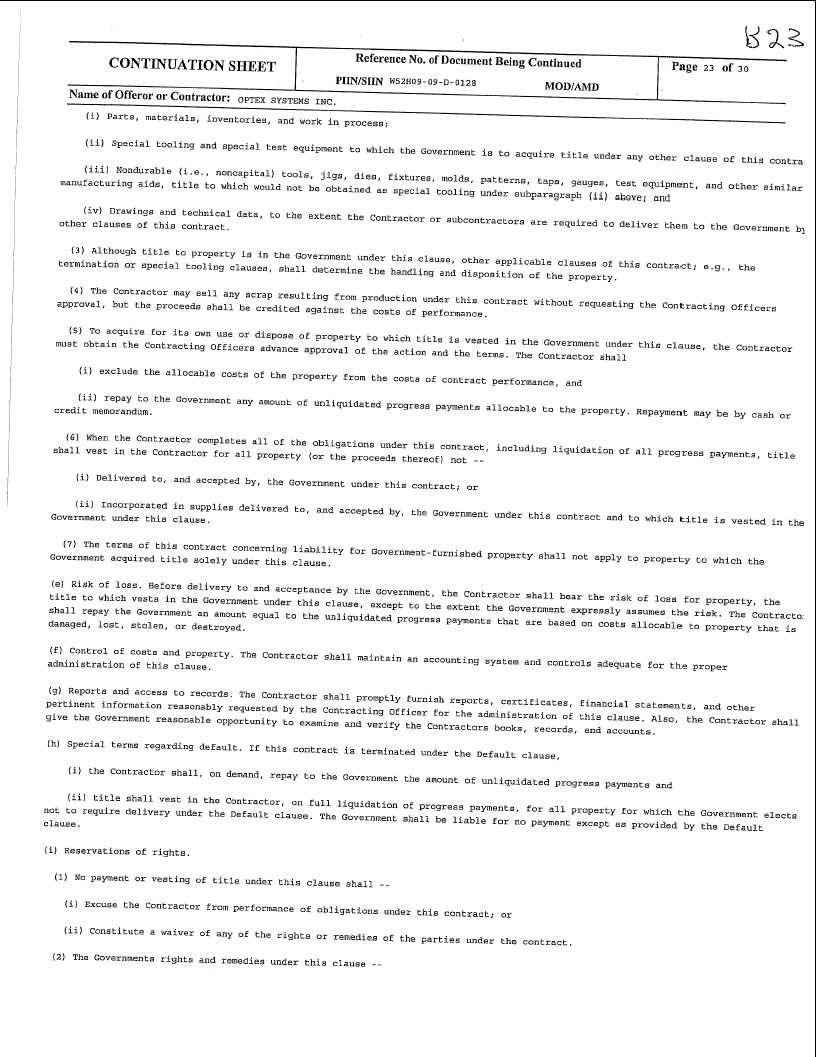 B23
CONTINUATION SHEET
Reference No. of Document Being Continued
Page 23 of 30
PIIN/SIIN W52H09-09-D-0128
MOD/AMD
Name of Offeror or Contractor: OPTEX SYSTEMS INC.
(i) Parts, materials, inventories, and work in process;
(ii) Special tooling and special test equipment to which the Government is to acquire title under any other clause of this contra
(iii) Nondurable (i.e., noncapital) tools, jigs, dies, fixtures, molds, patterns, taps, gauges, test equipment, and other similar
manufacturing aids, title to which would not be obtained as special tooling under subparagraph (ii) above; and
(iv) Drawings and technical data, to the extent the Contractor or subcontractors are required to deliver them to the Government by
other clauses of this contract.
(3) Although title to property is in the Government under this clause, other applicable clauses of this contract; e.g., the
termination or special tooling clauses, shall determine the handling and disposition of the property.
(4) The Contractor may sell any scrap resulting from production under this contract without requesting the Contracting Officers
approval, but the proceeds shall be credited against the costs of performance.
(5) To acquire for its own use or dispose of property to which title is vested in the Government under this clause, the Contractor
must obtain the Contracting Officers advance approval of the action and the terms. The Contractor shall
(i) exclude the allocable costs of the property from the costs of contract performance, and
(ii) repay to the Government any amount of unliquidated progress payments allocable to the property. Repayment may be by cash or
credit memorandum.
(6) When the Contractor completes all of the obligations under this contract, including liquidation of all progress payments, title
shall vest in the Contractor for all property (or the proceeds thereof) not --
(i) Delivered to, and accepted by, the Government under this contract; or
(ii) Incorporated in supplies delivered to, and accepted by, the Government under this contract and to which title is vested in the
Government under this clause.
(7) The terms of this contract concerning liability for Government-furnished property shall not apply to property to which the
Government acquired title solely under this clause.
(e) Risk of loss. Before delivery to and acceptance by the Government, the Contractor shall bear the risk of loss for property, the
title to which vests in the Government under this clause, except to the extent the Government expressly assumes the risk. The Contracto
shall repay the Government an amount equal to the unliquidated progress payments that are based on costs allocable to property that is
damaged, lost, stolen, or destroyed.
(f) Control of costs and property. The Contractor shall maintain an accounting system and controls adequate for the proper
administration of this clause.
(g) Reports and access to records. The Contractor shall promptly furnish reports, certificates, financial statements, and other
pertinent information reasonably requested by the Contracting Officer for the administration of this clause. Also, the Contractor shall
give the Government reasonable opportunity to examine and verify the Contractors books, records, and accounts.
(h) Special terms regarding default. If this contract is terminated under the Default clause,
(i) the Contractor shall, on demand, repay to the Government the amount of unliquidated progress payments and
(ii) title shall vest in the Contractor, on full liquidation of progress payments, for all property for which the Government elects
not to require delivery under the Default clause. The Government shall be liable for no payment except as provided by the Default
clause.
(i) Reservations of rights.
(1) No payment or vesting of title under this clause shall --
(i) Excuse the Contractor from performance of obligations under this contract; or
(ii) Constitute a waiver of any of the rights or remedies of the parties under the contract.
(2) The Governments rights and remedies under this clause --